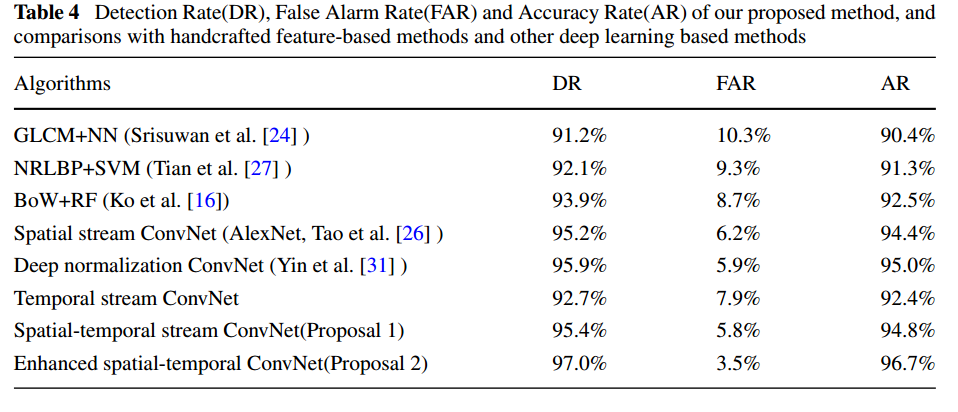 Table 4 Detection Rate(DR), False Alarm Rate(FAR) and Accuracy Rate(AR) of our proposed method, and
comparisons with handcrafted feature-based methods and other deep learning based methods
Algorithms DR FAR AR
GLCM+NN (Srisuwan et al. [24] ) 91.2% 10.3% 90.4%
NRLBP+SVM (Tian et al. [27] ) 92.1% 9.3% 91.3%
BoW+RF (Ko et al. [16]) 93.9% 8.7% 92.5%
Spatial stream ConvNet (AlexNet, Tao et al. [26] ) 95.2% 6.2% 94.4%
Deep normalization ConvNet (Yin et al. [31] ) 95.9% 5.9% 95.0%
Temporal stream ConvNet 92.7% 7.9% 92.4%
Spatial-temporal stream ConvNet(Proposal 1) 95.4% 5.8% 94.8%
Enhanced spatial-temporal ConvNet(Proposal 2) 97.0% 3.5% 96.7%